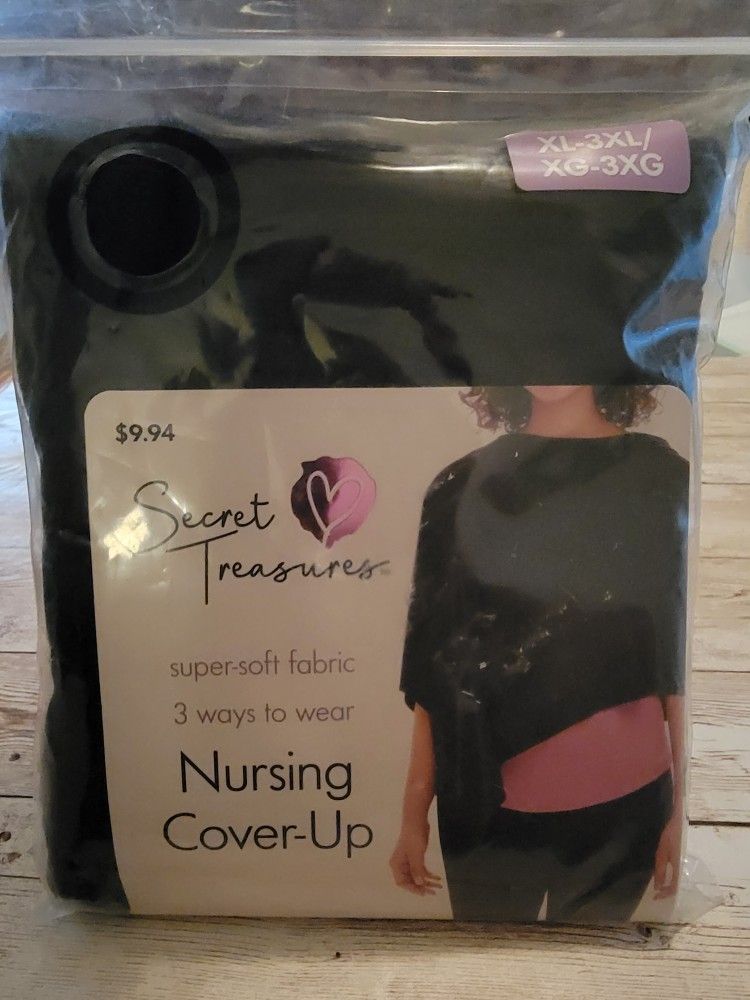 XL-3XL/
XG-3XG
$9.94
Secret
Treasures
super-soft fabric
3 ways to wear
Nursing
Cover-Up